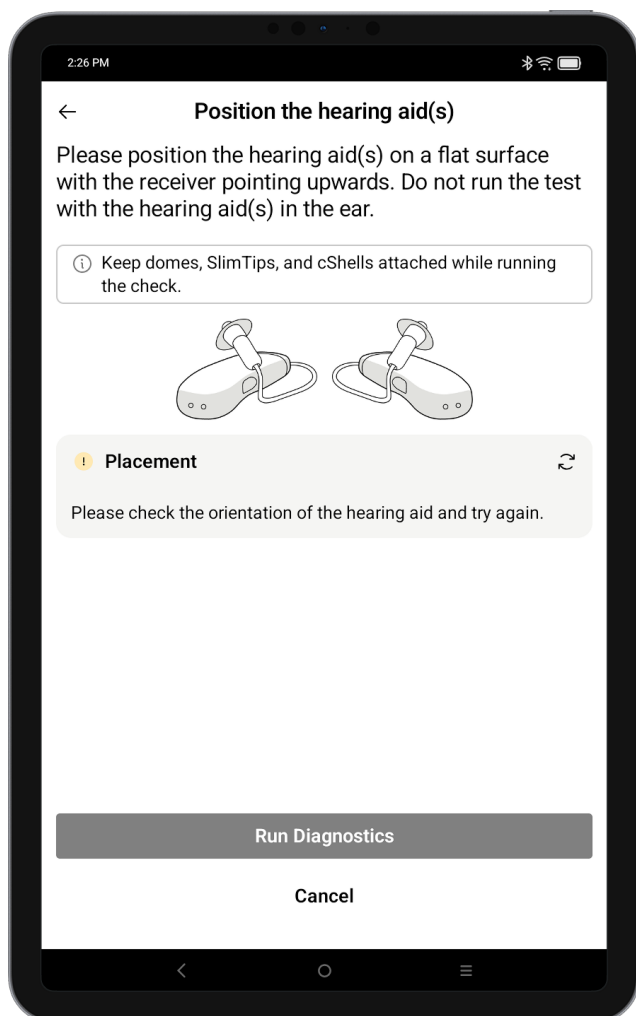 2:26 PM
Position the hearing aid(s)
Please position the hearing aid(s) on a flat surface
with the receiver pointing upwards. Do not run the test
with the hearing aid(s) in the ear.
Keep domes, SlimTips, and cShells attached while running
the check.
Placement
Please check the orientation of the hearing aid and try again.
Run Diagnostics
Cancel